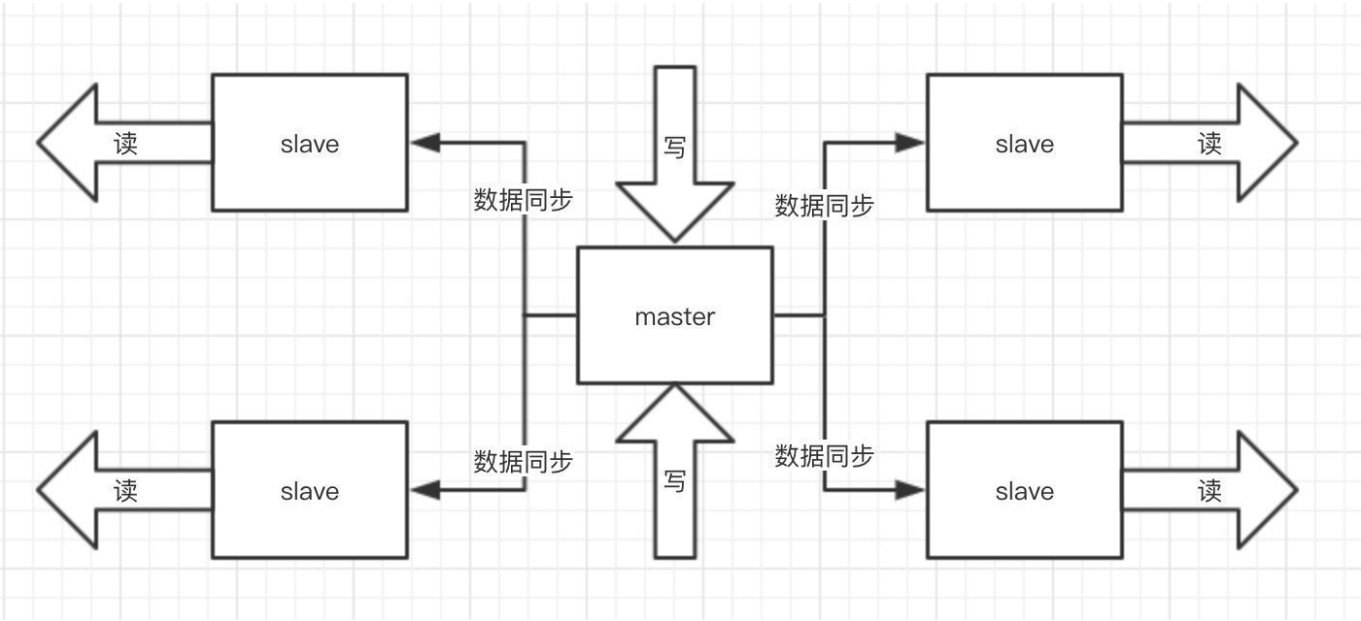 读
slave
写
slave
读
数据同步
数据同步
master
读
slave
数据同步
写
数据同步
slave
读